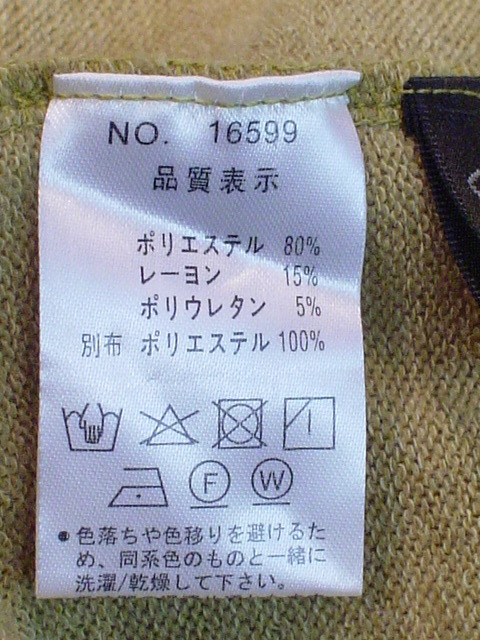 NO. 16599
品質表示
ポリエステル 80%
レーヨン 15%
ポリウレタン 5%
別布 ポリエステル 100%
F W
●色落ちや色移りを避けるた
め、同系色のものと一緒に
洗濯/乾燥して下さい。